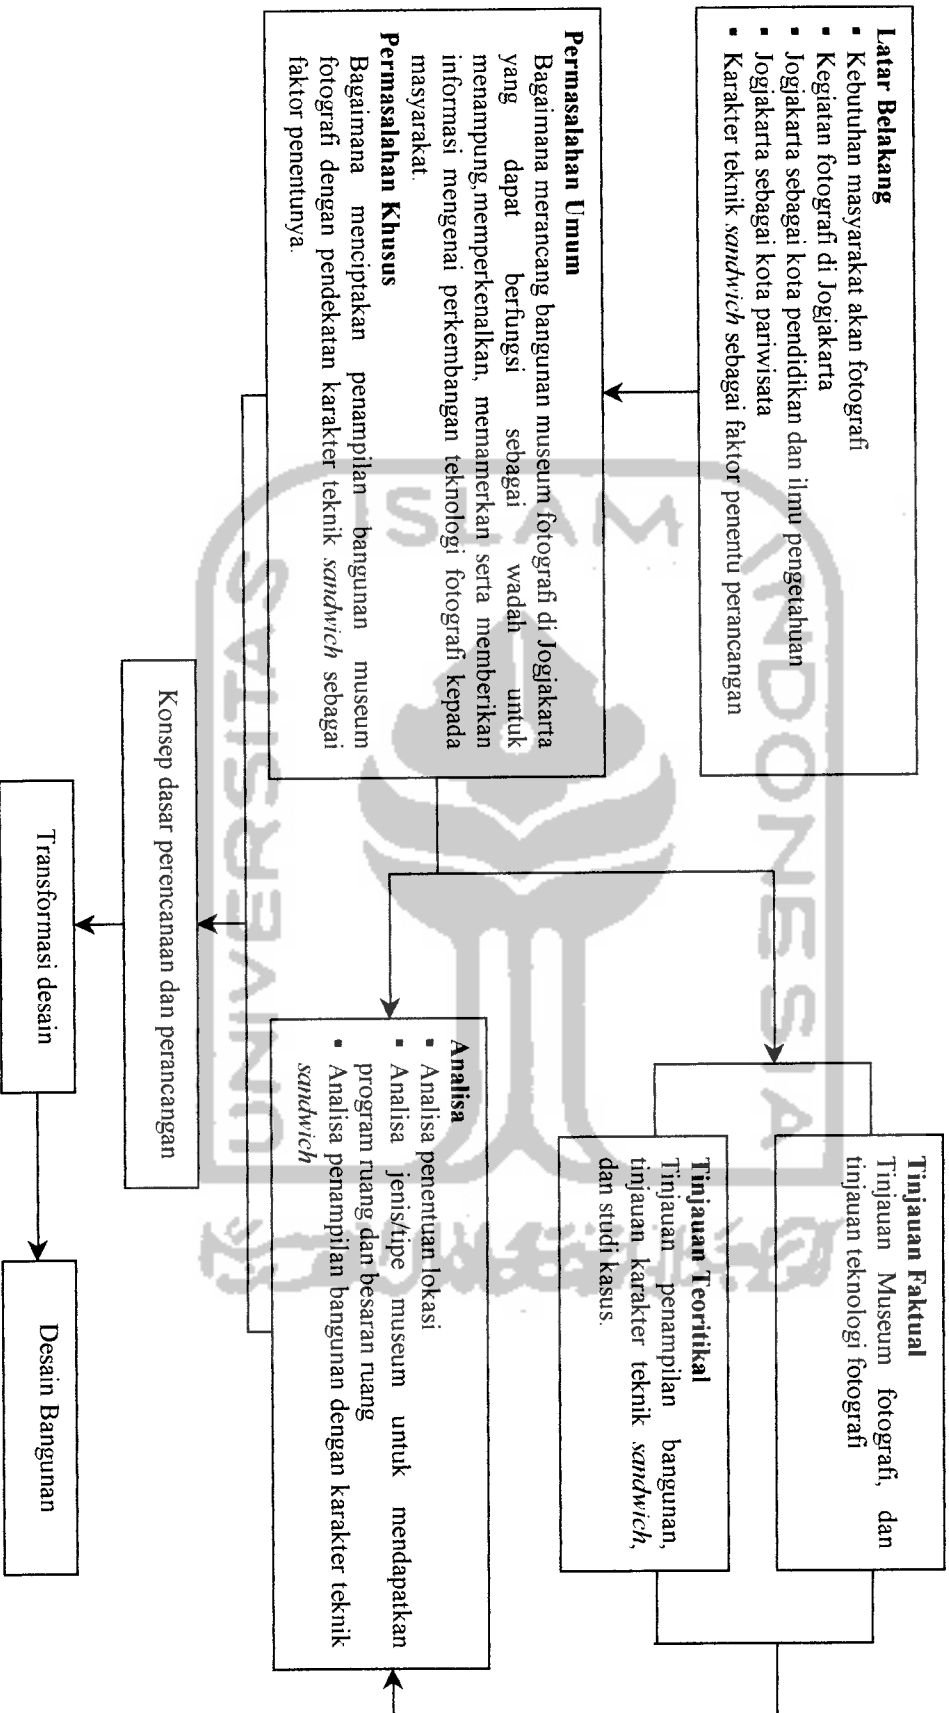 Latar Belakang
▪ Kebutuhan masyarakat akan fotografi
▪ Kegiatan fotografi di Jogjakarta
▪ Jogjakarta sebagai kota pendidikan dan ilmu pengetahuan
▪ Jogjakarta sebagai kota pariwisata
▪ Karakter teknik sandwich sebagai faktor penentu perancangan
Permasalahan Umum
Bagaimana merancang bangunan museum fotografi di Jogjakarta
yang dapat berfungsi sebagai wadah untuk
menampung,memperkenalkan, memamerkan serta memberikan
informasi mengenai perkembangan teknologi fotografi kepada
masyarakat.
Permasalahan Khusus
Bagaimana menciptakan penampilan bangunan museum
fotografi dengan pendekatan karakter teknik sandwich sebagai
faktor penentunya.
Tinjauan Faktual
Tinjauan Museum fotografi, dan
tinjauan teknologi fotografi
Tinjauan Teoritikal
Tinjauan penampilan bangunan,
tinjauan karakter teknik sandwich,
dan studi kasus.
Analisa
▪ Analisa penentuan lokasi
▪ Analisa jenis/tipe museum untuk mendapatkan
program ruang dan besaran ruang
▪ Analisa penampilan bangunan dengan karakter teknik
sandwich
Konsep dasar perencanaan dan perancangan
Transformasi desain
Desain Bangunan
UNIVERSITAS
ISLAM
INDONESIA